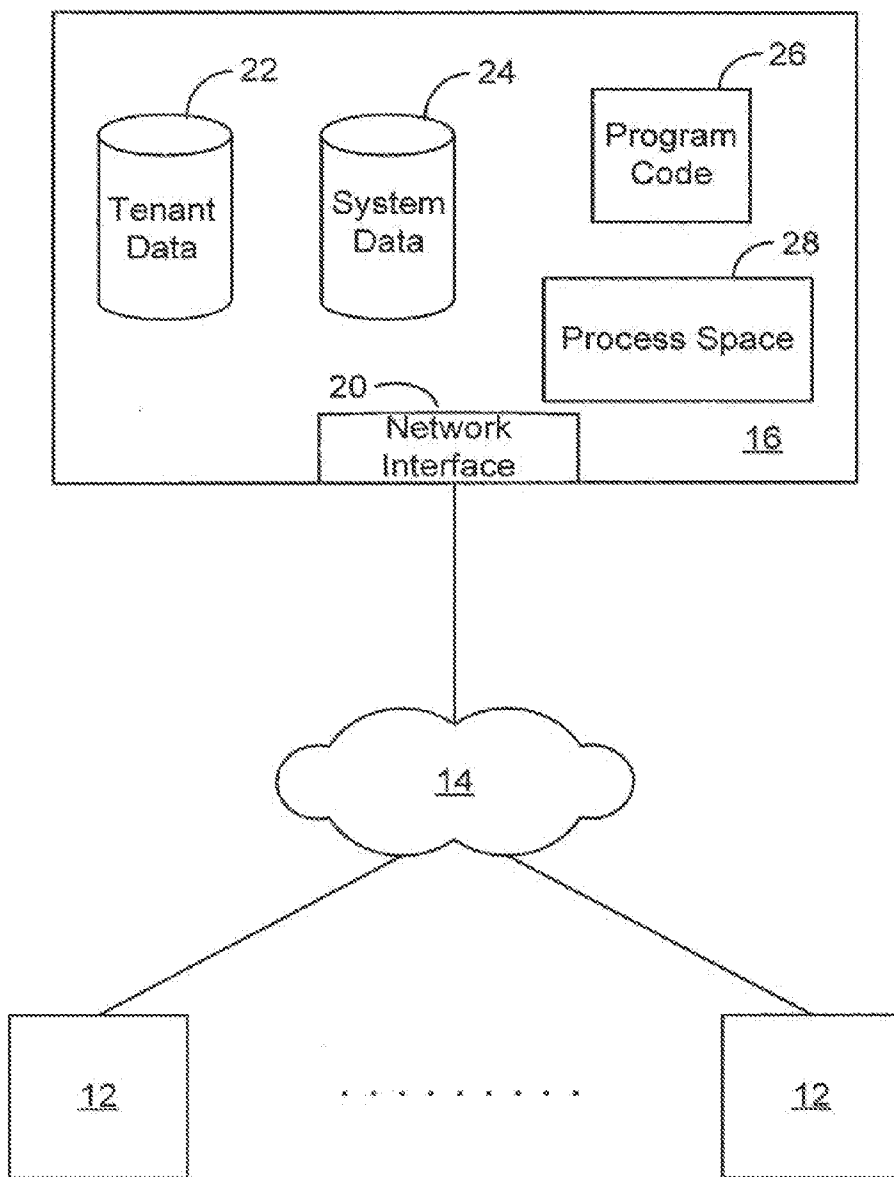 22
24
26
Tenant
Data
System
Data
Program
Code
28
Process Space
20
Network
Interface
16
14
12
12